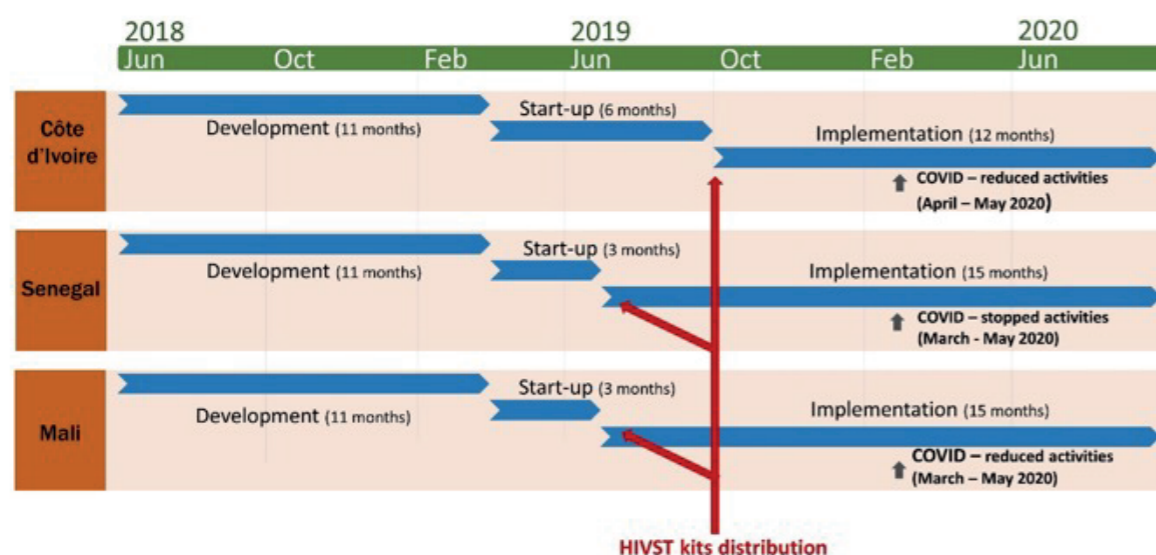 2018 2019 2020
Jun Oct Feb Jun Oct Feb Jun
Côte
d'Ivoire
Development (11 months)
Start-up (6 months)
Implementation (12 months)
COVID – reduced activities
(April – May 2020)
Senegal
Development (11 months)
Start-up (3 months)
Implementation (15 months)
COVID – stopped activities
(March - May 2020)
Mali
Development (11 months)
Start-up (3 months)
Implementation (15 months)
COVID – reduced activities
(March – May 2020)
HIVST kits distribution